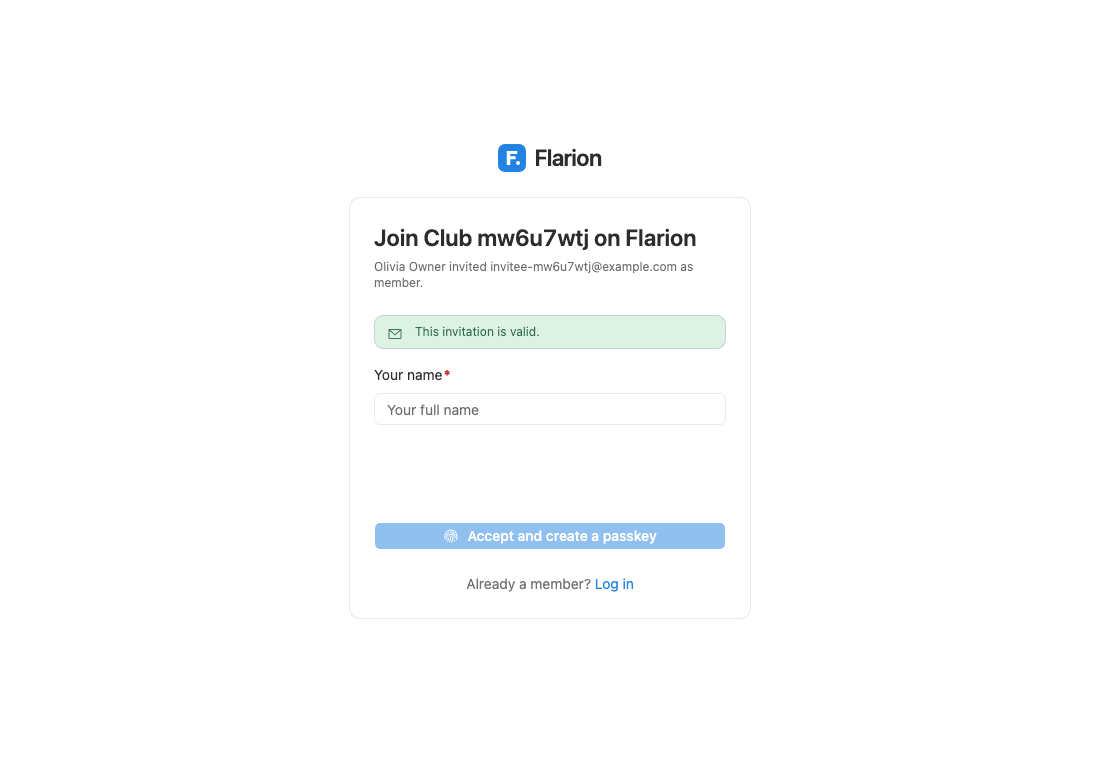 F. Flarion
Join Club mw6u7wtj on Flarion
Olivia Owner invited invitee-mw6u7wtj@example.com as
member.
This invitation is valid.
Your name*
Your full name
Accept and create a passkey
Already a member? Log in